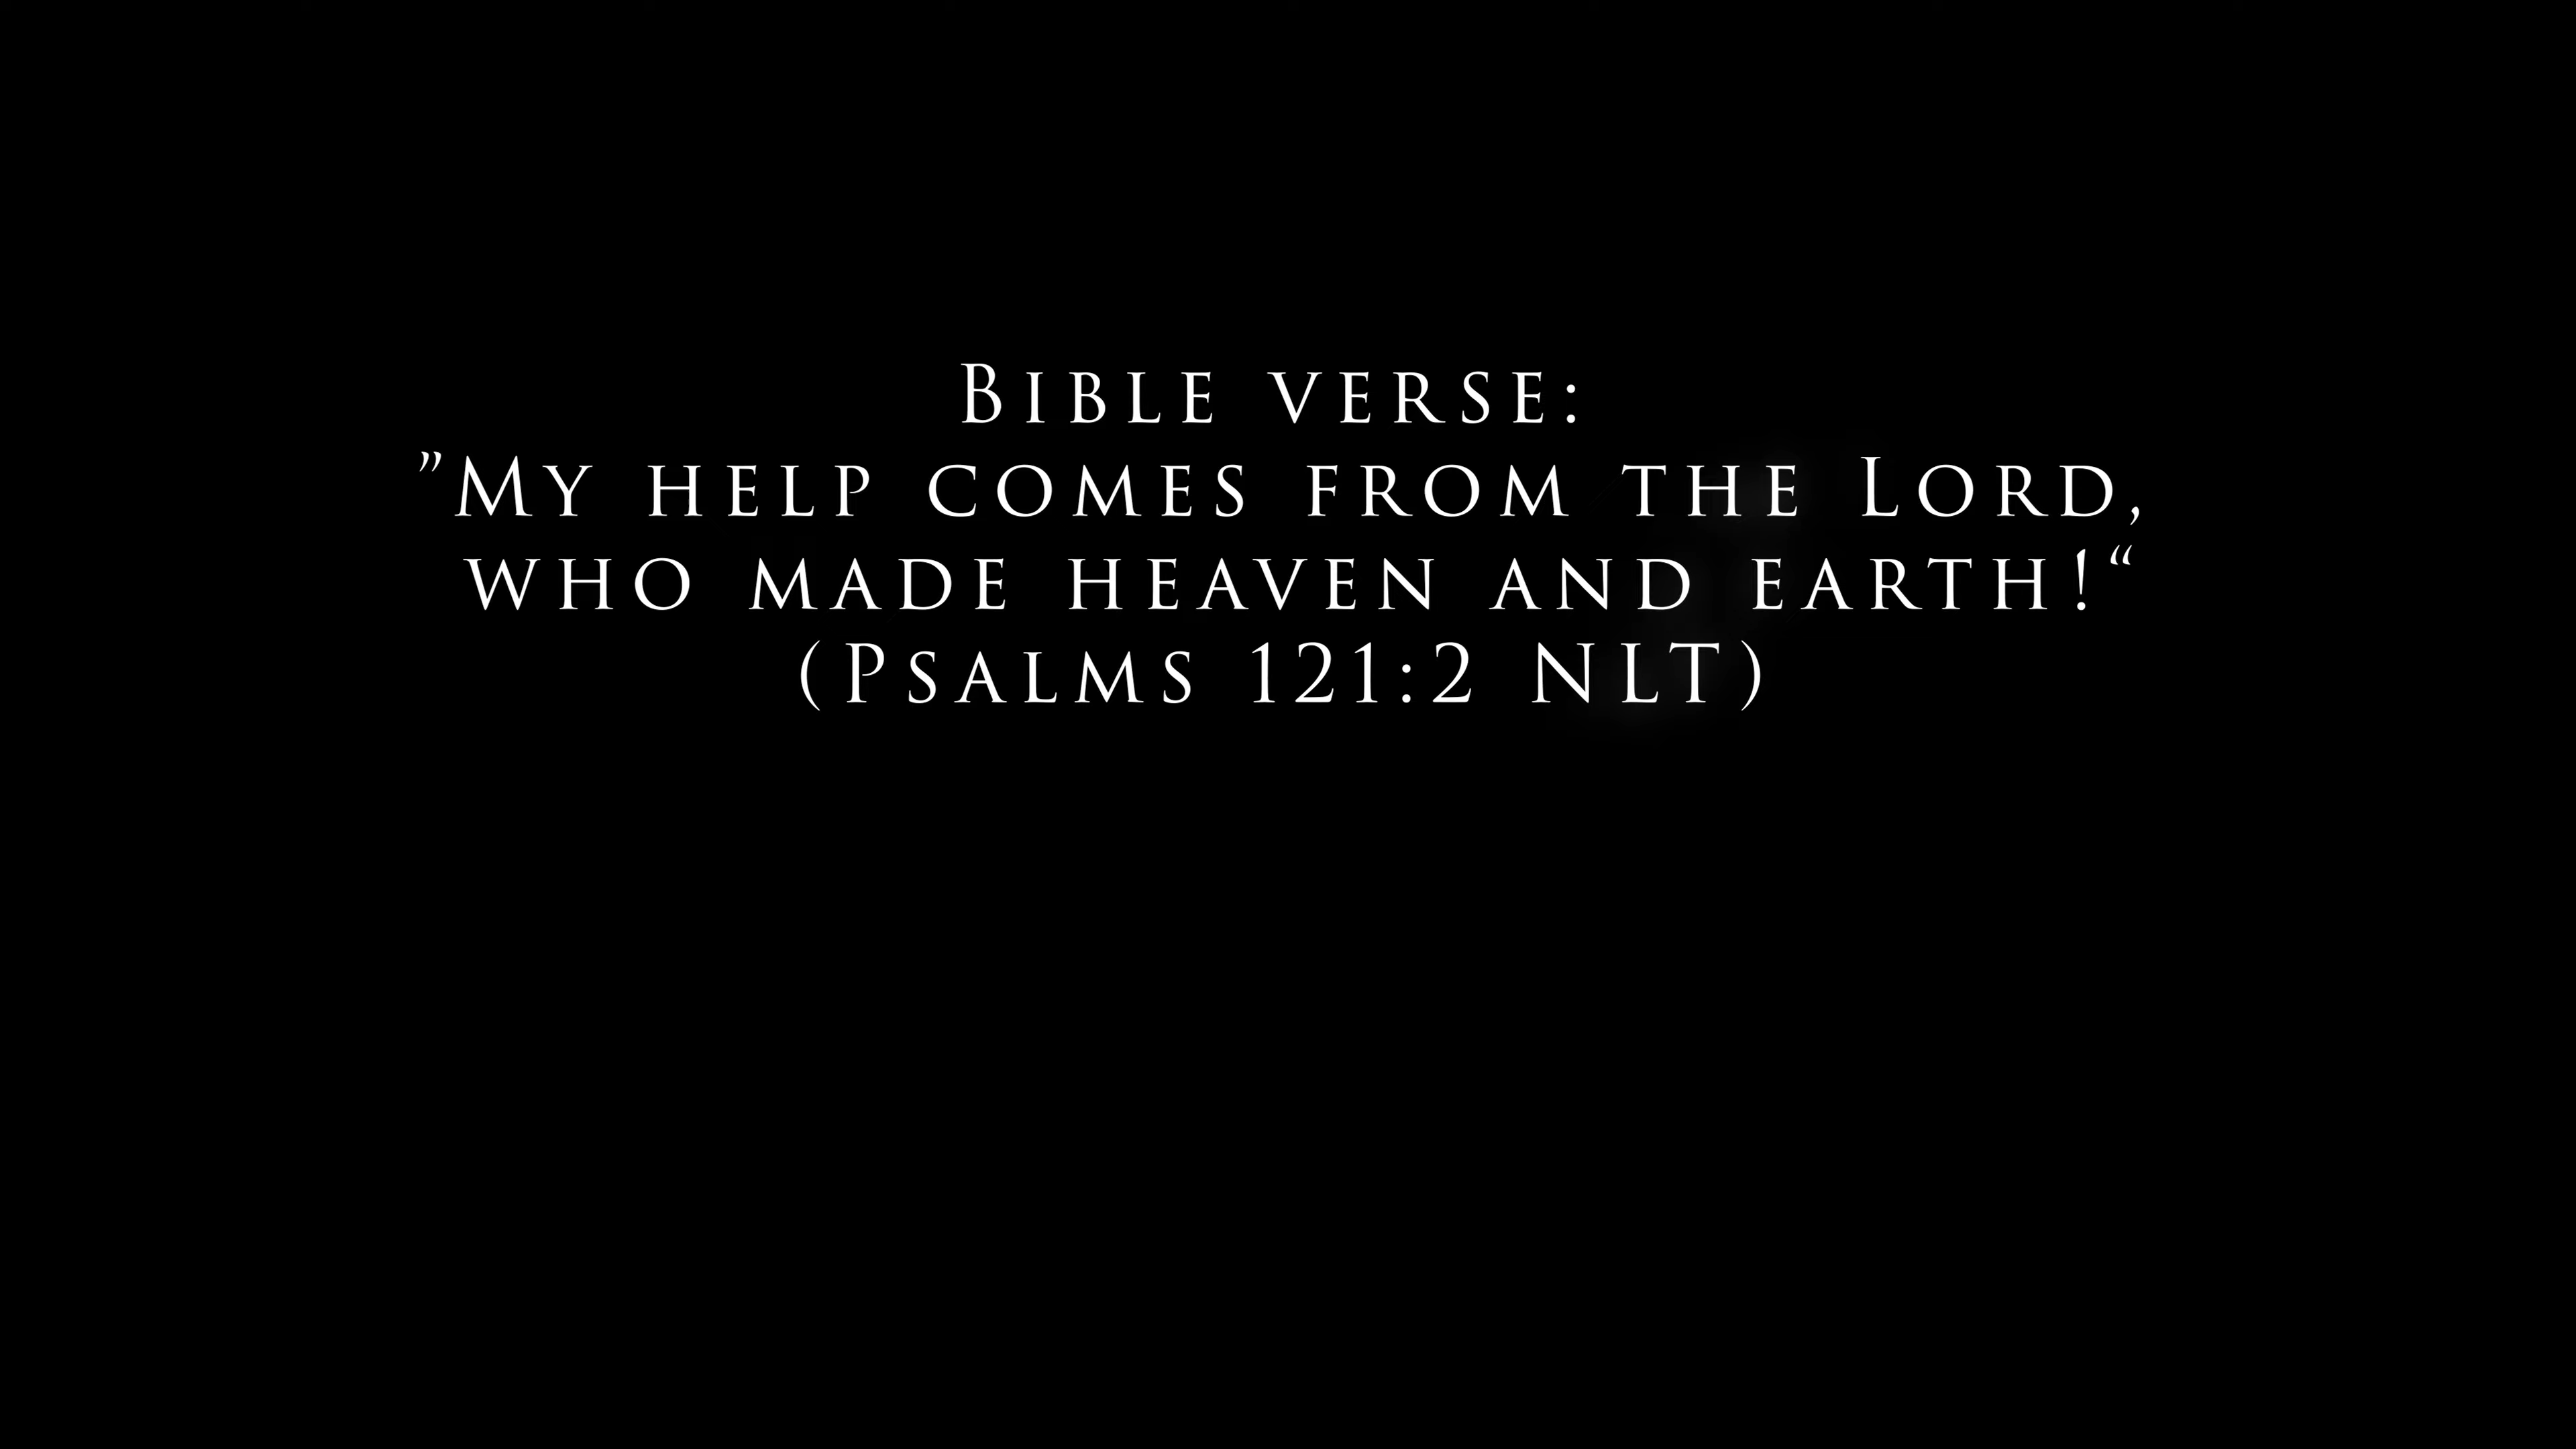 Bible verse:
”My help comes from the Lord,
who made heaven and earth!“
(Psalms 121:2 NLT)